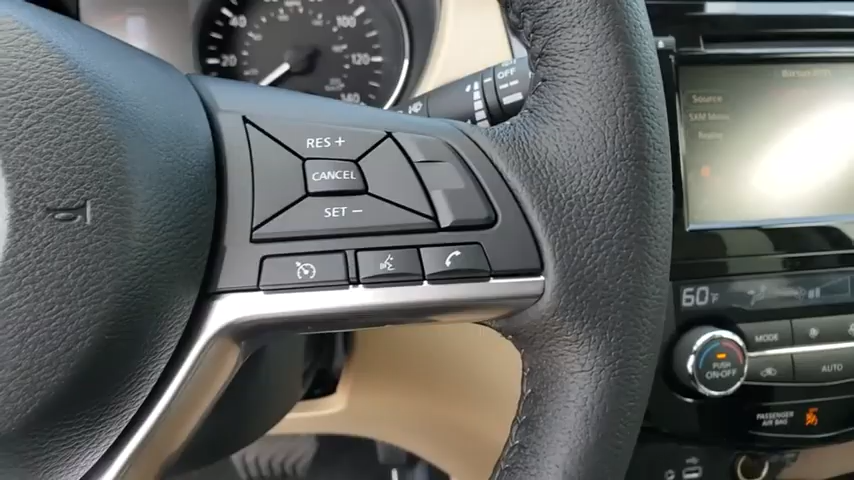 40
100
20
120
140
OFF
RES +
CANCEL
SET −
Source
SXM Menu
60°F
MODE
AUTO
PUSH
ON·OFF
PASSENGER
AIR BAG